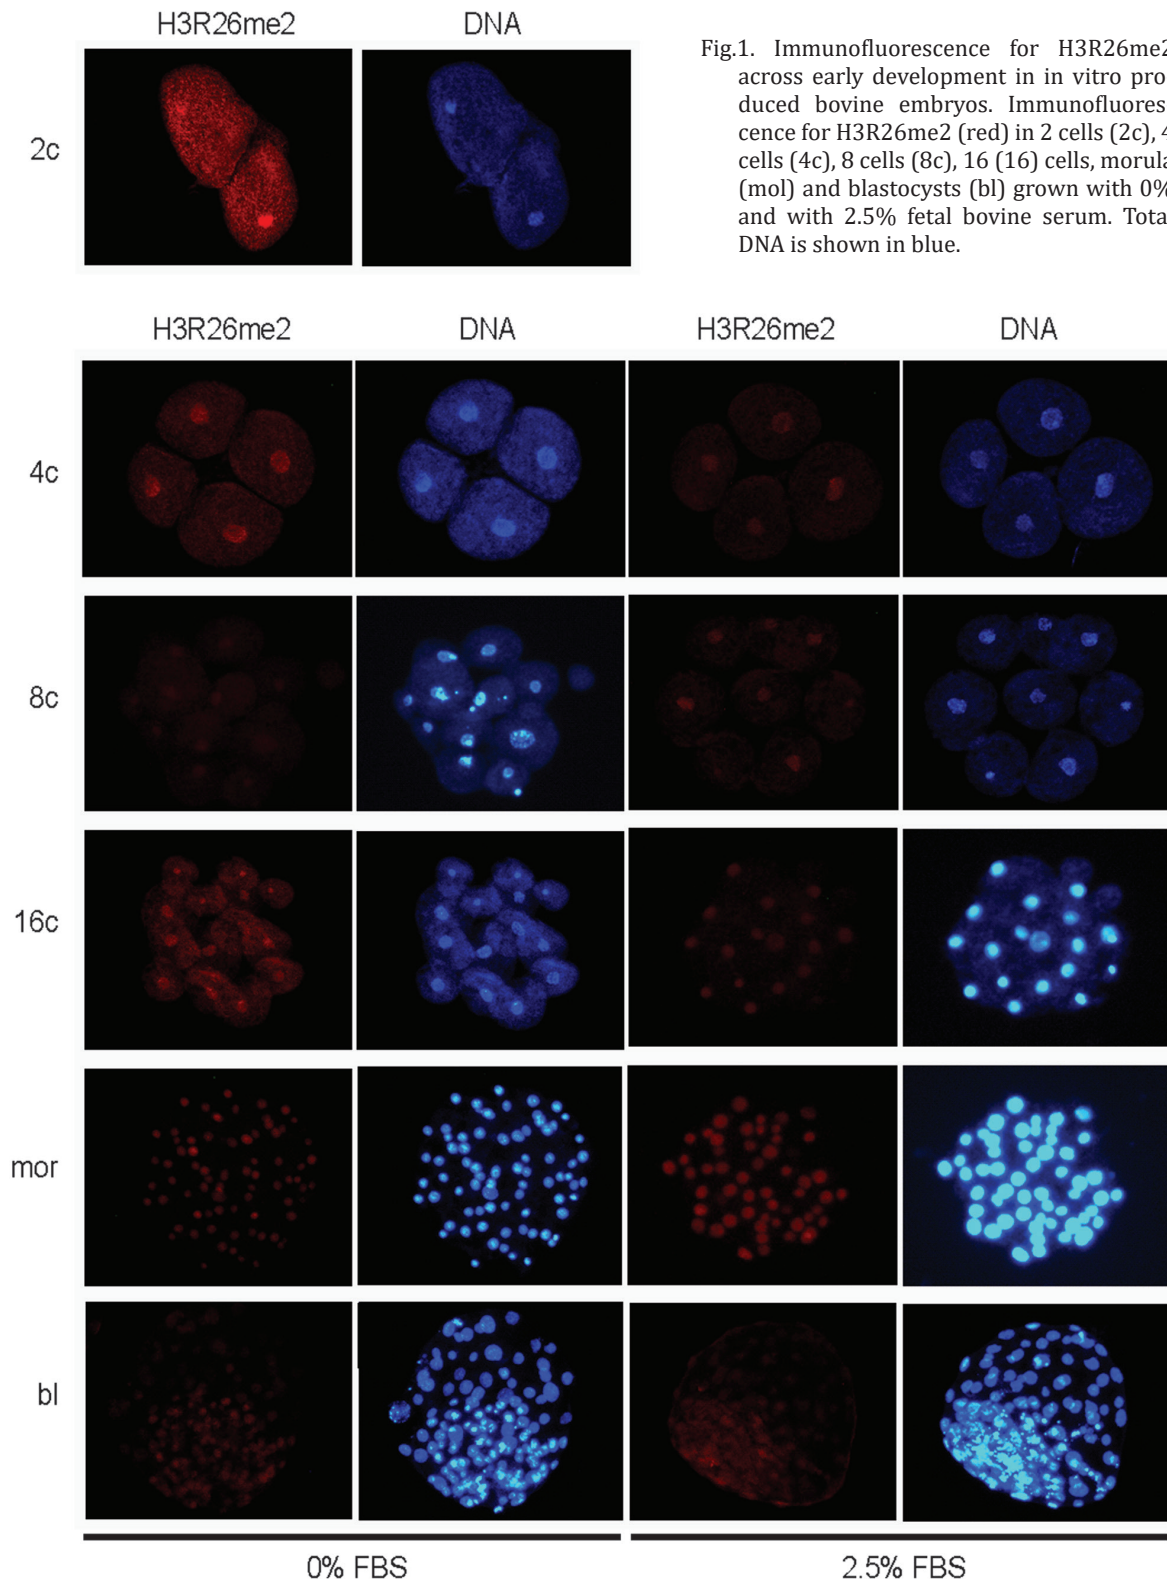 H3R26me2 DNA
2c
Fig.1. Immunofluorescence for H3R26me2
across early development in in vitro pro-
duced bovine embryos. Immunofluores-
cence for H3R26me2 (red) in 2 cells (2c), 4
cells (4c), 8 cells (8c), 16 (16) cells, morula
(mol) and blastocysts (bl) grown with 0%
and with 2.5% fetal bovine serum. Total
DNA is shown in blue.
H3R26me2 DNA H3R26me2 DNA
4c
8c
16c
mor
bl
0% FBS 2.5% FBS